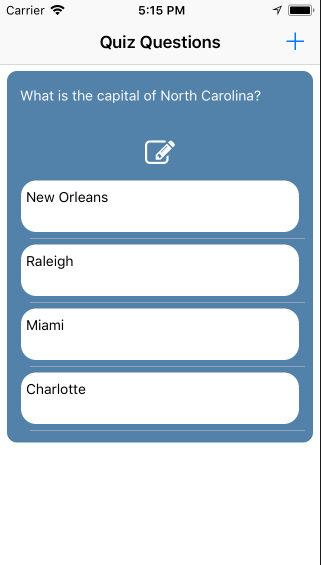 Carrier 5:15 PM
Quiz Questions
What is the capital of North Carolina?
New Orleans
Raleigh
Miami
Charlotte